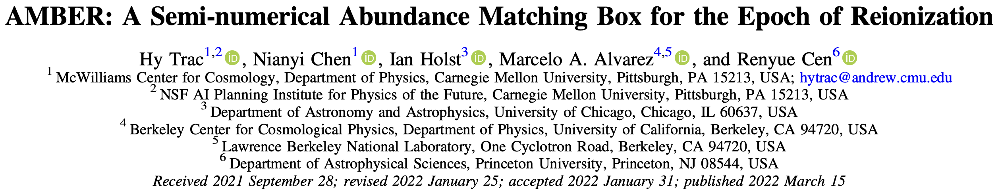 AMBER: A Semi-numerical Abundance Matching Box for the Epoch of Reionization
Hy Trac1,2 iD, Nianyi Chen1 iD, Ian Holst3 iD, Marcelo A. Alvarez4,5 iD, and Renyue Cen6 iD
1 McWilliams Center for Cosmology, Department of Physics, Carnegie Mellon University, Pittsburgh, PA 15213, USA; hytrac@andrew.cmu.edu
2 NSF AI Planning Institute for Physics of the Future, Carnegie Mellon University, Pittsburgh, PA 15213, USA
3 Department of Astronomy and Astrophysics, University of Chicago, Chicago, IL 60637, USA
4 Berkeley Center for Cosmological Physics, Department of Physics, University of California, Berkeley, CA 94720, USA
5 Lawrence Berkeley National Laboratory, One Cyclotron Road, Berkeley, CA 94720, USA
6 Department of Astrophysical Sciences, Princeton University, Princeton, NJ 08544, USA
Received 2021 September 28; revised 2022 January 25; accepted 2022 January 31; published 2022 March 15